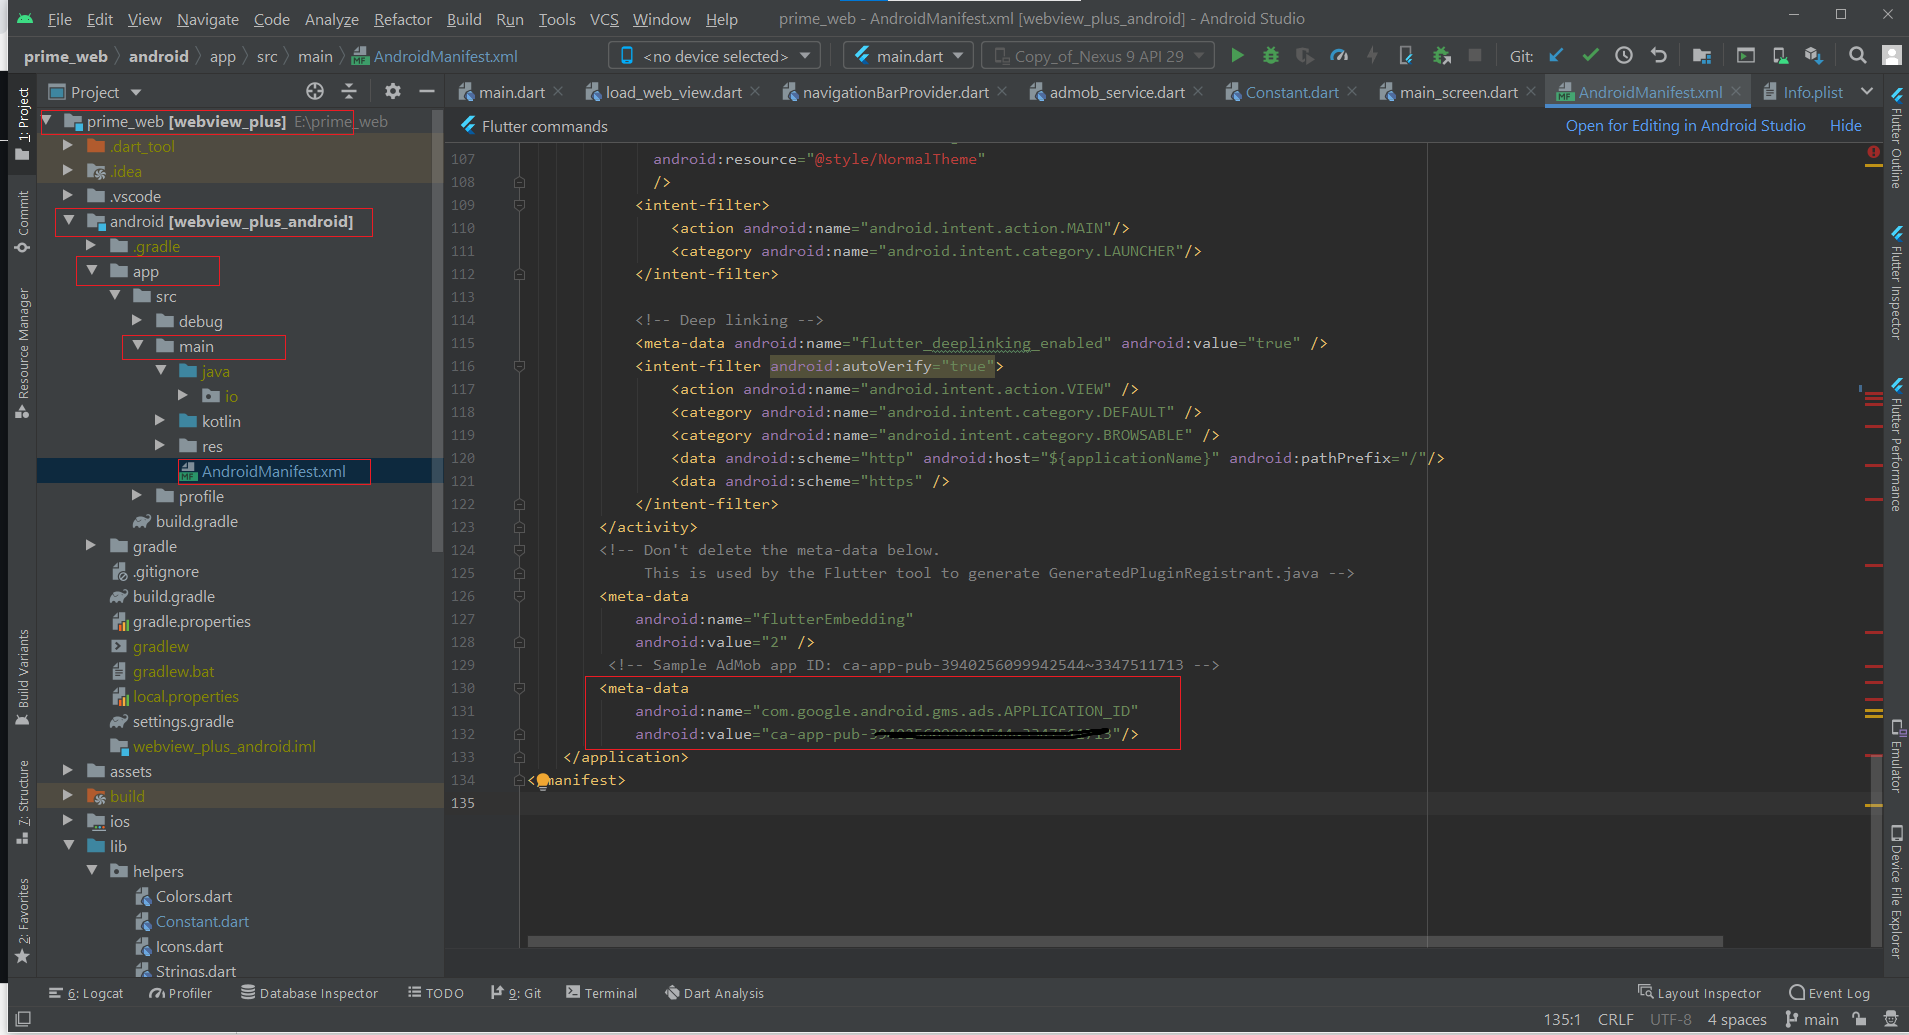 File Edit View Navigate Code Analyze Refactor Build Run Tools VCS Window Help prime_web - AndroidManifest.xml [webview_plus_android] - Android Studio
prime_web android app src main AndroidManifest.xml <no device selected> main.dart Copy_of_Nexus 9 API 29 Git:
Project main.dart load_web_view.dart navigationBarProvider.dart admob_service.dart Constant.dart main_screen.dart AndroidManifest.xml Info.plist
Flutter commands Open for Editing in Android Studio Hide
1: Project
Commit
Resource Manager
Build Variants
7: Structure
2: Favorites
prime_web [webview_plus] E:\prime_web
.dart_tool
.idea
.vscode
android [webview_plus_android]
.gradle
app
src
debug
main
java
io
kotlin
res
AndroidManifest.xml
profile
build.gradle
gradle
.gitignore
build.gradle
gradle.properties
gradlew
gradlew.bat
local.properties
settings.gradle
webview_plus_android.iml
assets
build
ios
lib
helpers
Colors.dart
Constant.dart
Icons.dart
Strings.dart
107 android:resource="@style/NormalTheme"
108 />
109 <intent-filter>
110 <action android:name="android.intent.action.MAIN"/>
111 <category android:name="android.intent.category.LAUNCHER"/>
112 </intent-filter>
113
114 <!-- Deep linking -->
115 <meta-data android:name="flutter_deeplinking_enabled" android:value="true" />
116 <intent-filter android:autoVerify="true">
117 <action android:name="android.intent.action.VIEW" />
118 <category android:name="android.intent.category.DEFAULT" />
119 <category android:name="android.intent.category.BROWSABLE" />
120 <data android:scheme="http" android:host="${applicationName}" android:pathPrefix="/"/>
121 <data android:scheme="https" />
122 </intent-filter>
123 </activity>
124 <!-- Don't delete the meta-data below.
125 This is used by the Flutter tool to generate GeneratedPluginRegistrant.java -->
126 <meta-data
127 android:name="flutterEmbedding"
128 android:value="2" />
129 <!-- Sample AdMob app ID: ca-app-pub-3940256099942544~3347511713 -->
130 <meta-data
131 android:name="com.google.android.gms.ads.APPLICATION_ID"
132 android:value="ca-app-pub- "/>
133 </application>
134 < manifest>
135
Flutter Outline
Flutter Inspector
Flutter Performance
Emulator
Device File Explorer
6: Logcat Profiler Database Inspector TODO 9: Git Terminal Dart Analysis Layout Inspector Event Log
135:1 CRLF UTF-8 4 spaces main